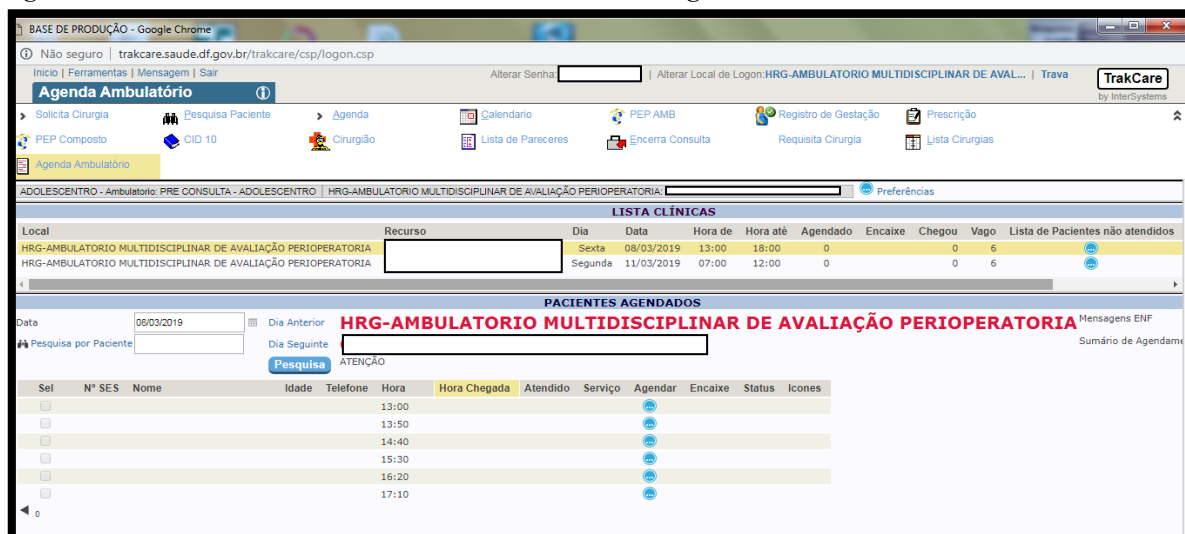 BASE DE PRODUÇÃO - Google Chrome
Não seguro | trakcare.saude.df.gov.br/trakcare/csp/logon.csp
Inicio | Ferramentas | Mensagem | Sair Alterar Senha: | Alterar Local de Logon: HRG-AMBULATORIO MULTIDISCIPLINAR DE AVAL... | Trava TrakCare
Agenda Ambulatório by InterSystems
Solicita Cirurgia Pesquisa Paciente Agenda Calendario PEP AMB Registro de Gestação Prescrição
PEP Composto CID 10 Cirurgião Lista de Pareceres Encerra Consulta Requisita Cirurgia Lista Cirurgias
Agenda Ambulatório
ADOLESCENTRO - Ambulatorio: PRE CONSULTA - ADOLESCENTRO | HRG-AMBULATORIO MULTIDISCIPLINAR DE AVALIAÇÃO PERIOPERATORIA: Preferências
LISTA CLÍNICAS
Local Recurso Dia Data Hora de Hora até Agendado Encaixe Chegou Vago Lista de Pacientes não atendidos
HRG-AMBULATORIO MULTIDISCIPLINAR DE AVALIAÇÃO PERIOPERATORIA Sexta 08/03/2019 13:00 18:00 0 0 6
HRG-AMBULATORIO MULTIDISCIPLINAR DE AVALIAÇÃO PERIOPERATORIA Segunda 11/03/2019 07:00 12:00 0 0 6
PACIENTES AGENDADOS
Data 08/03/2019 Dia Anterior HRG-AMBULATORIO MULTIDISCIPLINAR DE AVALIAÇÃO PERIOPERATORIA Mensagens ENF
Pesquisa por Paciente Dia Seguinte Sumário de Agendame
Pesquisa ATENÇÃO
Sel N° SES Nome Idade Telefone Hora Hora Chegada Atendido Serviço Agendar Encaixe Status Icones
13:00
13:50
14:40
15:30
16:20
17:10
0